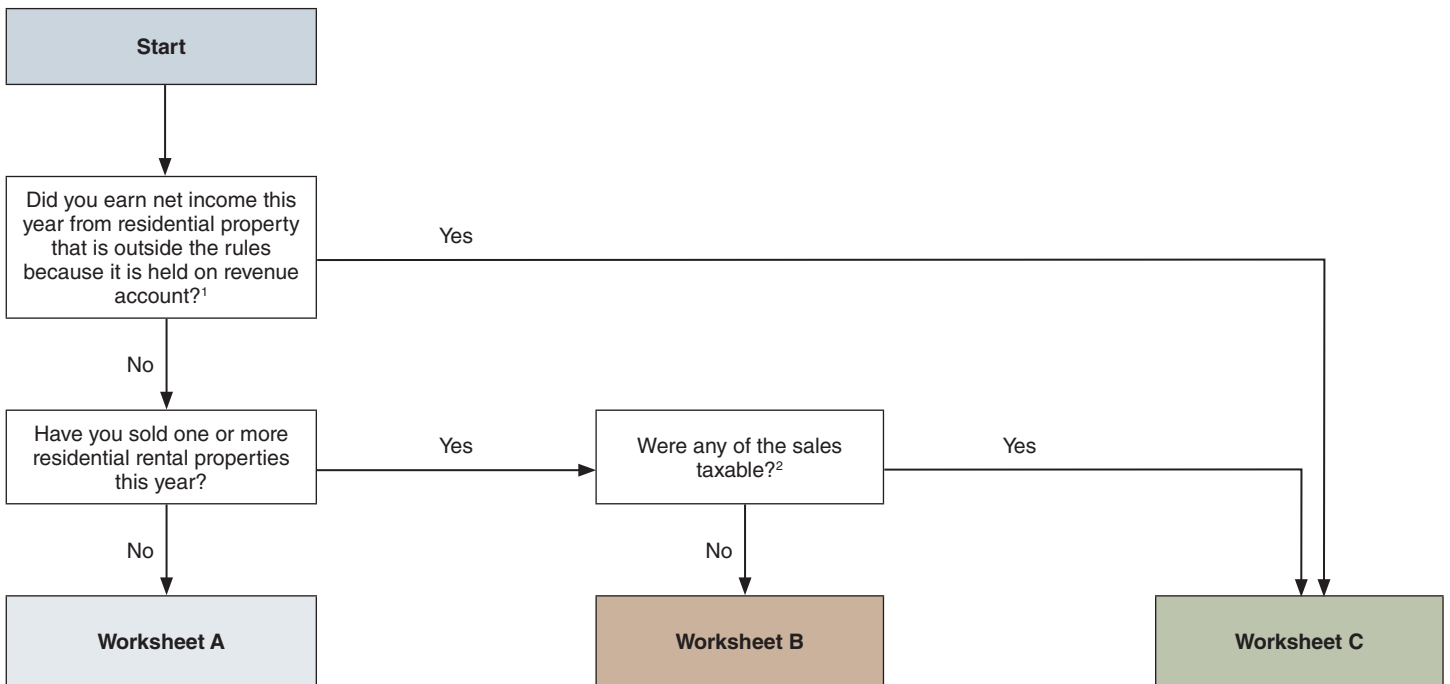 Start
Did you earn net income this
year from residential property
that is outside the rules
because it is held on revenue
account?¹
Yes
No
Have you sold one or more
residential rental properties
this year?
Yes
Were any of the sales
taxable?²
Yes
No
No
Worksheet A
Worksheet B
Worksheet C